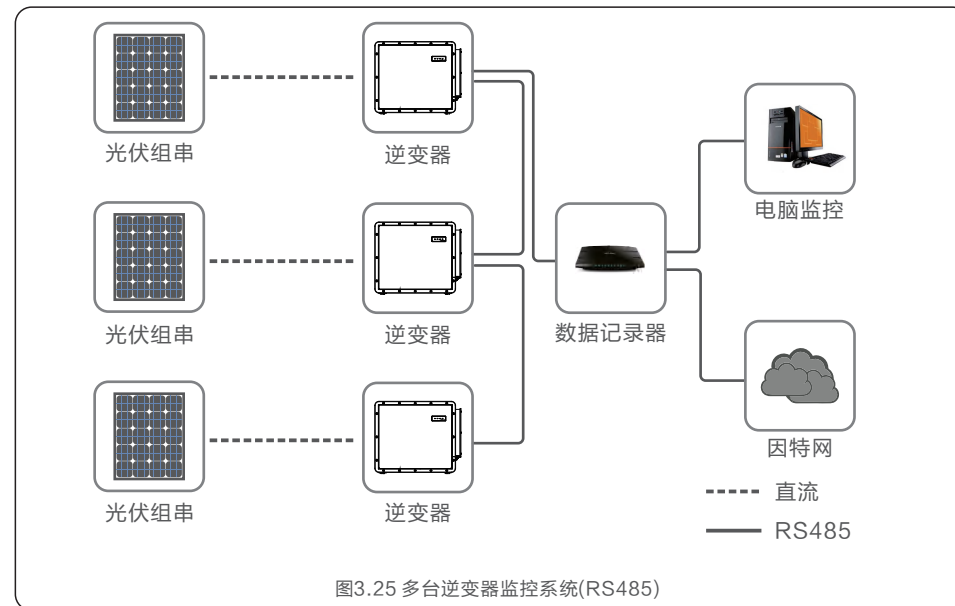 光伏组串
逆变器
电脑监控
光伏组串
逆变器
数据记录器
因特网
光伏组串
逆变器
直流
RS485
图3.25 多台逆变器监控系统(RS485)